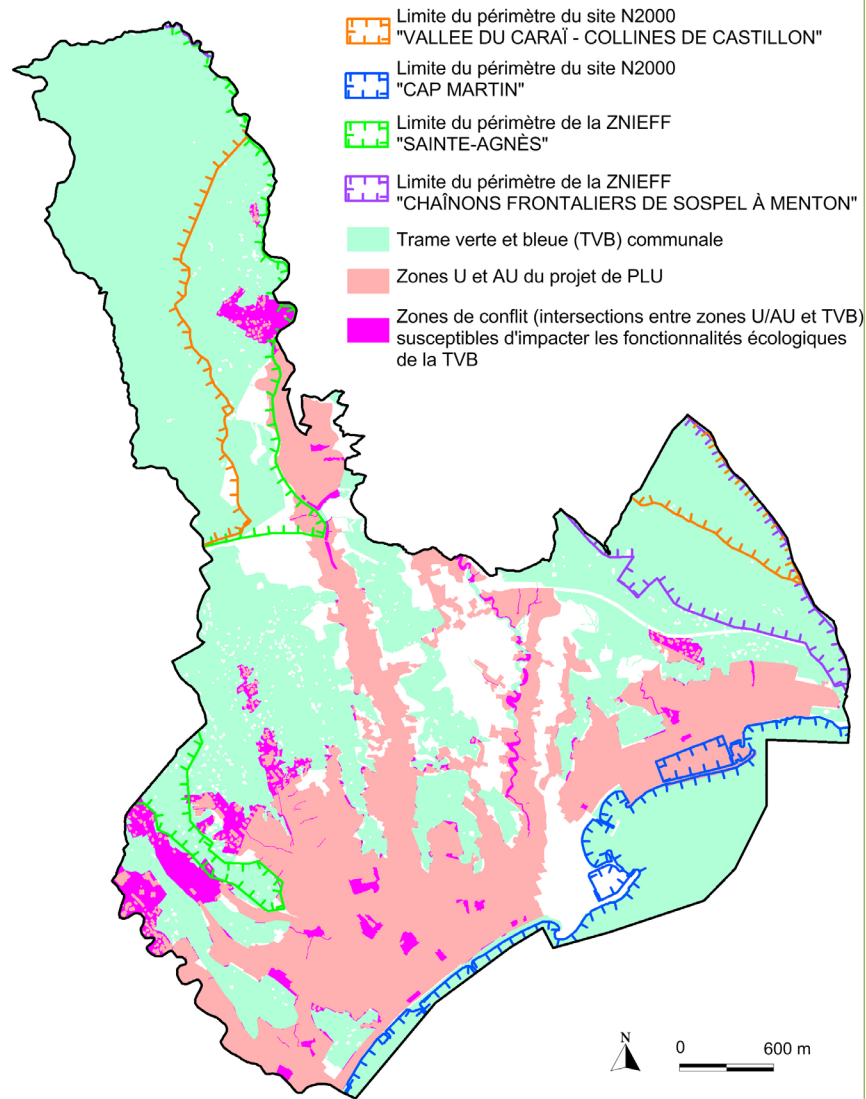 Limite du périmètre du site N2000
"VALLEE DU CARAÏ - COLLINES DE CASTILLON"
Limite du périmètre du site N2000
"CAP MARTIN"
Limite du périmètre de la ZNIEFF
"SAINTE-AGNÈS"
Limite du périmètre de la ZNIEFF
"CHAÎNONS FRONTALIERS DE SOSPEL À MENTON"
Trame verte et bleue (TVB) communale
Zones U et AU du projet de PLU
Zones de conflit (intersections entre zones U/AU et TVB)
susceptibles d'impacter les fonctionnalités écologiques
de la TVB
N
0 600 m